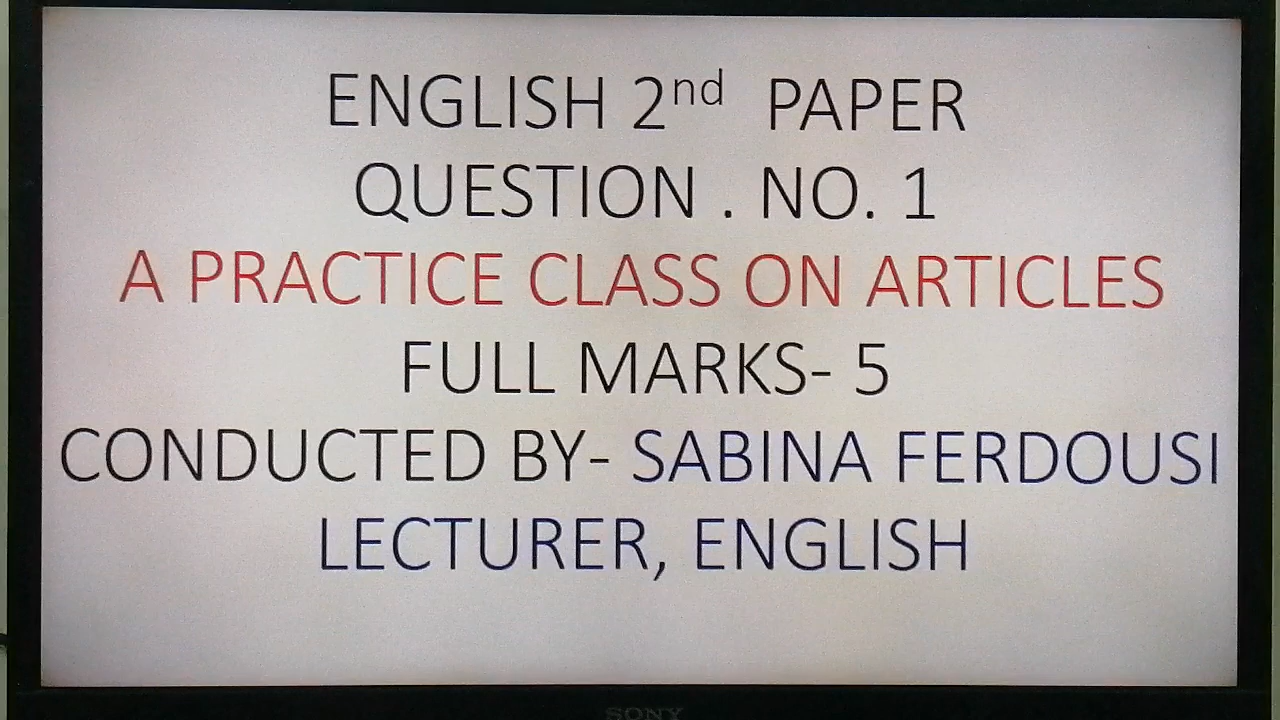 ENGLISH 2nd PAPER
QUESTION . NO. 1
A PRACTICE CLASS ON ARTICLES
FULL MARKS- 5
CONDUCTED BY- SABINA FERDOUSI
LECTURER, ENGLISH
SONY